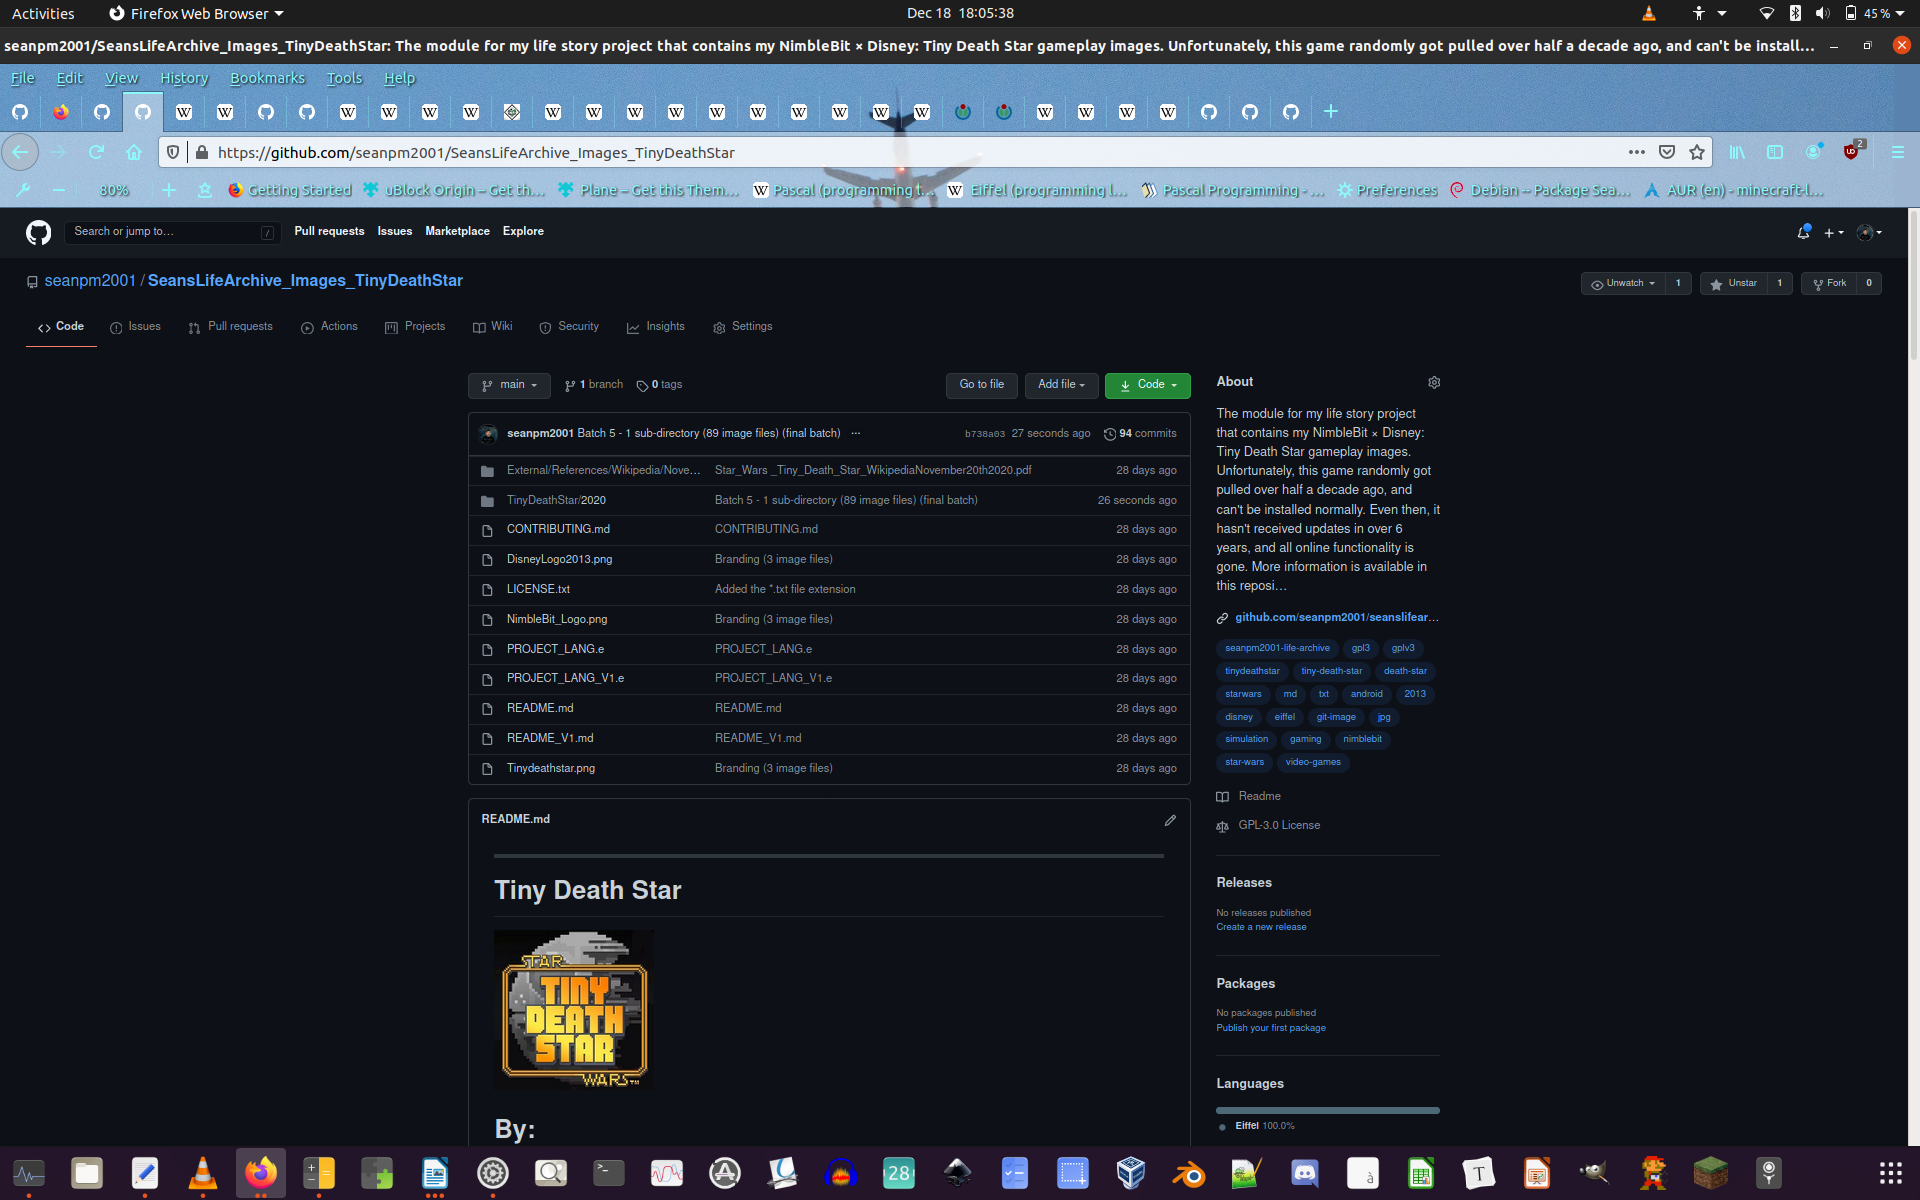 Activities Firefox Web Browser Dec 18 18:05:38 45 %
seanpm2001/SeansLifeArchive_Images_TinyDeathStar: The module for my life story project that contains my NimbleBit × Disney: Tiny Death Star gameplay images. Unfortunately, this game randomly got pulled over half a decade ago, and can't be install...
File Edit View History Bookmarks Tools Help
https://github.com/seanpm2001/SeansLifeArchive_Images_TinyDeathStar 2
80% Getting Started uBlock Origin – Get th... Plane – Get this Them... Pascal (programming l... Eiffel (programming l... Pascal Programming - ... Preferences Debian -- Package Sea... AUR (en) - minecraft-l...
Search or jump to... / Pull requests Issues Marketplace Explore
seanpm2001 / SeansLifeArchive_Images_TinyDeathStar Unwatch 1 Unstar 1 Fork 0
Code Issues Pull requests Actions Projects Wiki Security Insights Settings
main 1 branch 0 tags Go to file Add file Code
seanpm2001 Batch 5 - 1 sub-directory (89 image files) (final batch) ... b738a03 27 seconds ago 94 commits
External/References/Wikipedia/Nove... Star_Wars _Tiny_Death_Star_WikipediaNovember20th2020.pdf 28 days ago
TinyDeathStar/2020 Batch 5 - 1 sub-directory (89 image files) (final batch) 26 seconds ago
CONTRIBUTING.md CONTRIBUTING.md 28 days ago
DisneyLogo2013.png Branding (3 image files) 28 days ago
LICENSE.txt Added the *.txt file extension 28 days ago
NimbleBit_Logo.png Branding (3 image files) 28 days ago
PROJECT_LANG.e PROJECT_LANG.e 28 days ago
PROJECT_LANG_V1.e PROJECT_LANG_V1.e 28 days ago
README.md README.md 28 days ago
README_V1.md README_V1.md 28 days ago
Tinydeathstar.png Branding (3 image files) 28 days ago
README.md
Tiny Death Star
STAR
TINY
DEATH
STAR
WARS™
By:
About
The module for my life story project
that contains my NimbleBit × Disney:
Tiny Death Star gameplay images.
Unfortunately, this game randomly got
pulled over half a decade ago, and
can't be installed normally. Even then, it
hasn't received updates in over 6
years, and all online functionality is
gone. More information is available in
this reposi...
github.com/seanpm2001/seanslifear...
seanpm2001-life-archive gpl3 gplv3
tinydeathstar tiny-death-star death-star
starwars md txt android 2013
disney eiffel git-image jpg
simulation gaming nimblebit
star-wars video-games
Readme
GPL-3.0 License
Releases
No releases published
Create a new release
Packages
No packages published
Publish your first package
Languages
Eiffel 100.0%
28